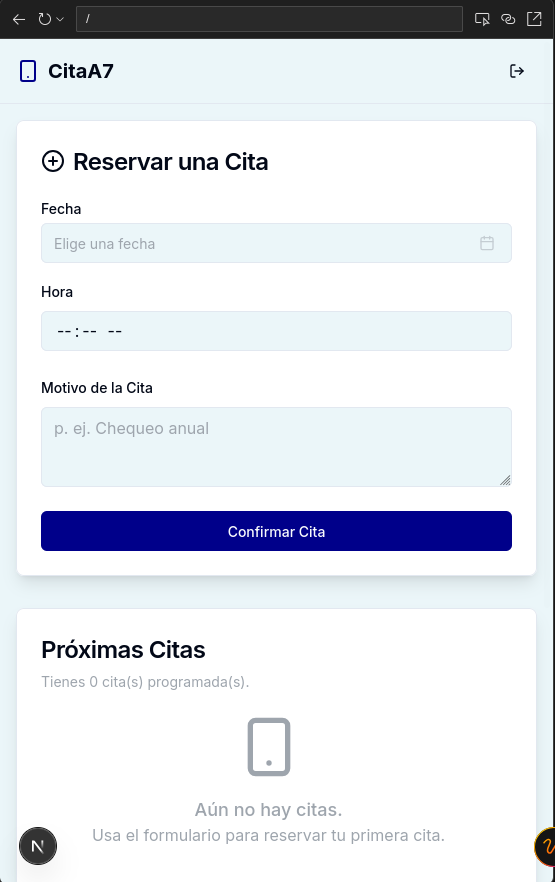 /
CitaA7
Reservar una Cita
Fecha
Elige una fecha
Hora
--:-- --
Motivo de la Cita
p. ej. Chequeo anual
Confirmar Cita
Próximas Citas
Tienes 0 cita(s) programada(s).
Aún no hay citas.
Usa el formulario para reservar tu primera cita.
N